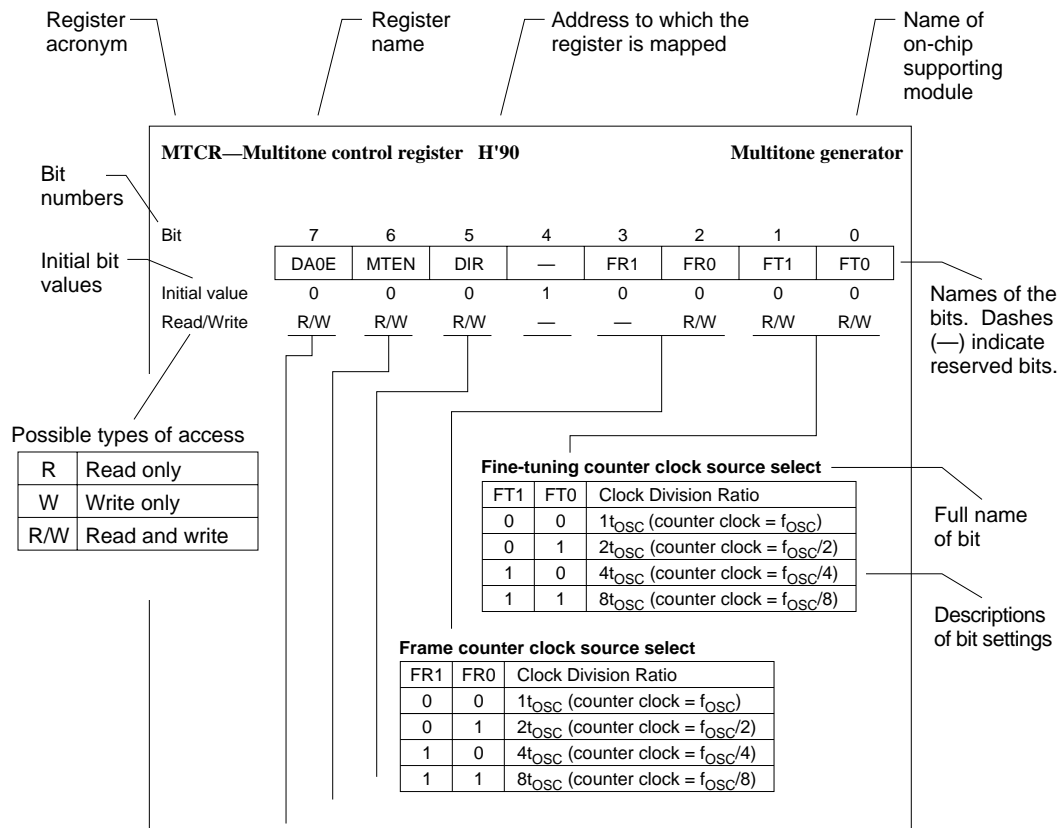 Register acronym
Register name
Address to which the register is mapped
Name of on-chip supporting module
MTCR—Multitone control register H'90 Multitone generator
Bit numbers
Bit 7 6 5 4 3 2 1 0
DA0E MTEN DIR — FR1 FR0 FT1 FT0
Initial bit values
Initial value 0 0 0 1 0 0 0 0
Read/Write R/W R/W R/W — — R/W R/W R/W
Names of the bits. Dashes (—) indicate reserved bits.
Possible types of access
R Read only
W Write only
R/W Read and write
Fine-tuning counter clock source select
FT1 FT0 Clock Division Ratio
0 0 1tOSC (counter clock = fOSC)
0 1 2tOSC (counter clock = fOSC/2)
1 0 4tOSC (counter clock = fOSC/4)
1 1 8tOSC (counter clock = fOSC/8)
Full name of bit
Descriptions of bit settings
Frame counter clock source select
FR1 FR0 Clock Division Ratio
0 0 1tOSC (counter clock = fOSC)
0 1 2tOSC (counter clock = fOSC/2)
1 0 4tOSC (counter clock = fOSC/4)
1 1 8tOSC (counter clock = fOSC/8)